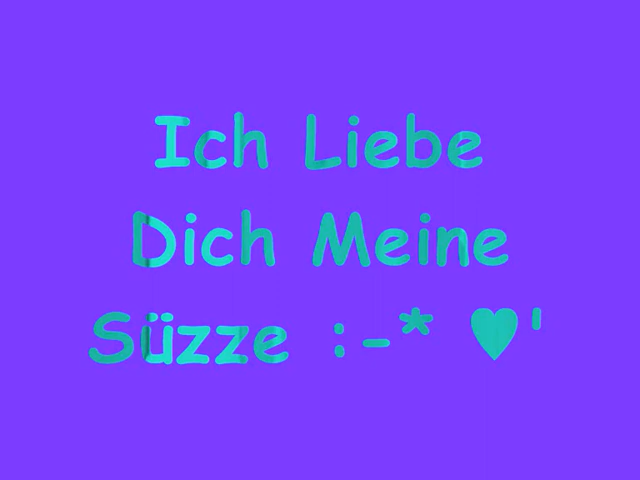 Ich Liebe
Dich Meine
Süzze :-* ♥'